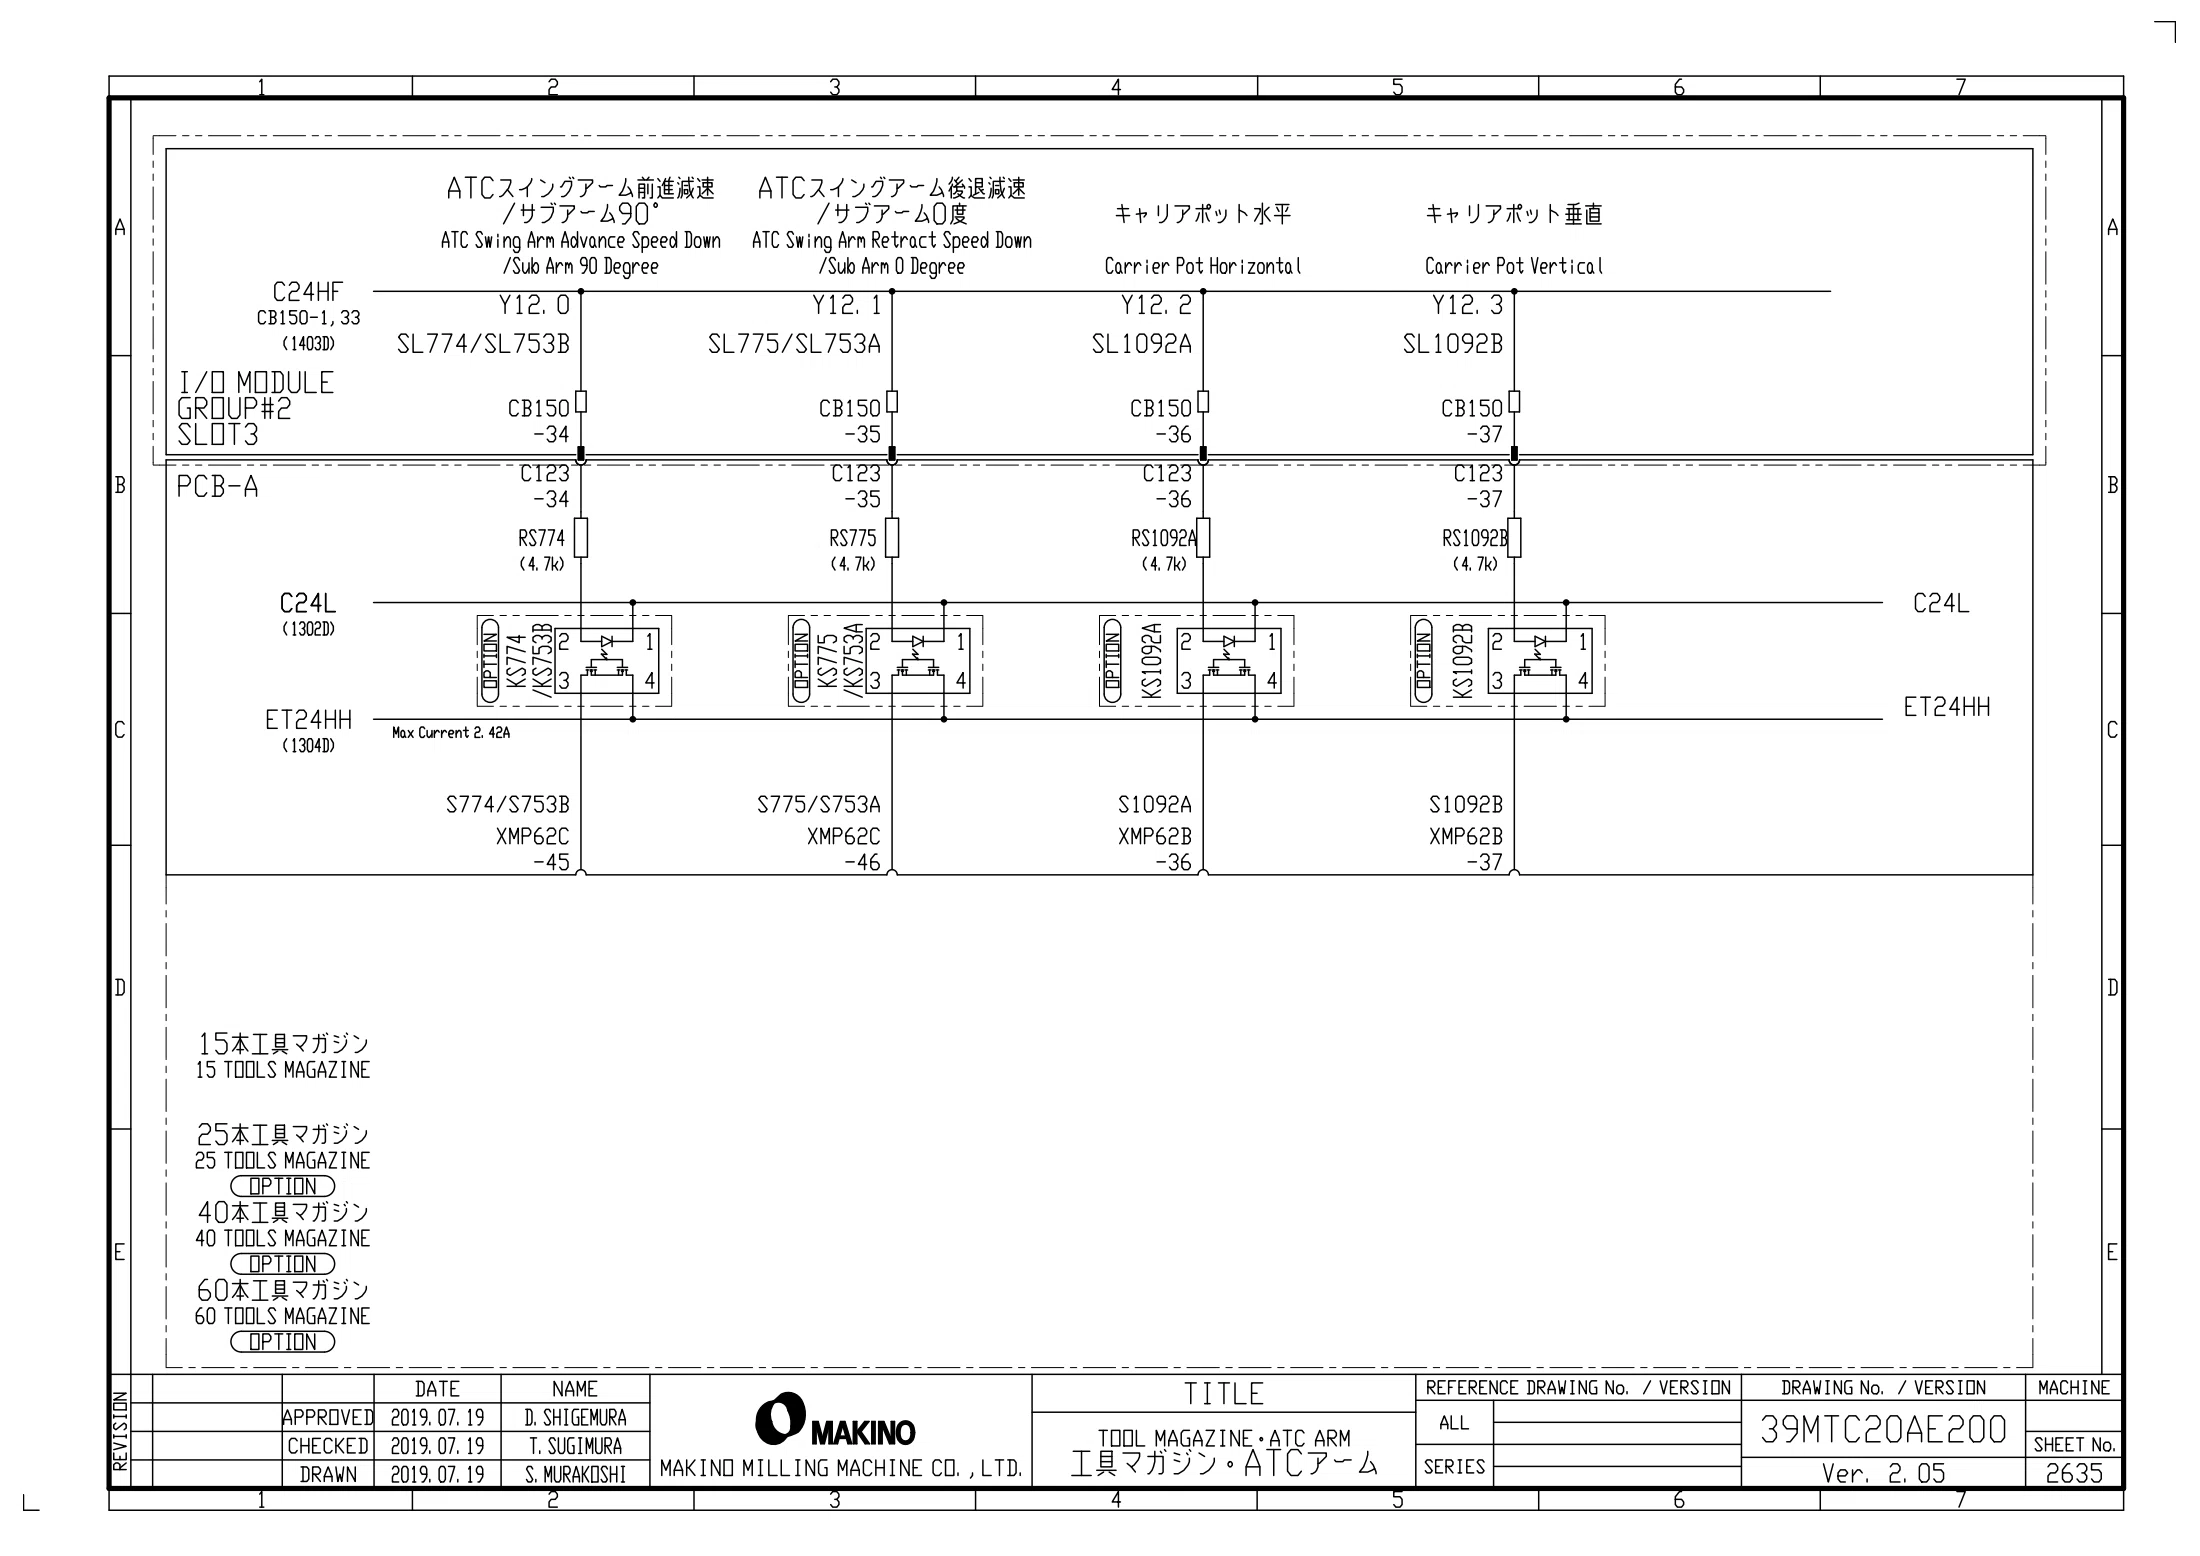 1 2 3 4 5 6 7
A A
B B
C C
D D
E E
ATCスイングアーム前進減速
/サブアーム90°
ATC Swing Arm Advance Speed Down
/Sub Arm 90 Degree
ATCスイングアーム後退減速
/サブアーム0度
ATC Swing Arm Retract Speed Down
/Sub Arm 0 Degree
キャリアポット水平
Carrier Pot Horizontal
キャリアポット垂直
Carrier Pot Vertical
C24HF
CB150-1,33
(1403D)
Y12.0
SL774/SL753B
Y12.1
SL775/SL753A
Y12.2
SL1092A
Y12.3
SL1092B
I/O MODULE
GROUP#2
SLOT3
CB150
-34
CB150
-35
CB150
-36
CB150
-37
PCB-A
C123
-34
C123
-35
C123
-36
C123
-37
RS774
(4.7k)
RS775
(4.7k)
RS1092A
(4.7k)
RS1092B
(4.7k)
C24L
(1302D)
C24L
OPTION
KS774
/KS753B
2 1
3 4
OPTION
KS775
/KS753A
2 1
3 4
OPTION
KS1092A
2 1
3 4
OPTION
KS1092B
2 1
3 4
ET24HH
(1304D)
Max Current 2.42A
ET24HH
S774/S753B
XMP62C
-45
S775/S753A
XMP62C
-46
S1092A
XMP62B
-36
S1092B
XMP62B
-37
15本工具マガジン
15 TOOLS MAGAZINE
25本工具マガジン
25 TOOLS MAGAZINE
OPTION
40本工具マガジン
40 TOOLS MAGAZINE
OPTION
60本工具マガジン
60 TOOLS MAGAZINE
OPTION
REVISION
DATE NAME
APPROVED 2019.07.19 D. SHIGEMURA
CHECKED 2019.07.19 T. SUGIMURA
DRAWN 2019.07.19 S. MURAKOSHI
MAKINO
MAKINO MILLING MACHINE CO.,LTD.
TITLE
TOOL MAGAZINE・ATC ARM
工具マガジン・ATCアーム
REFERENCE DRAWING No. / VERSION
ALL
SERIES
DRAWING No. / VERSION
39MTC20AE200
Ver. 2.05
MACHINE
SHEET No.
2635
1 2 3 4 5 6 7